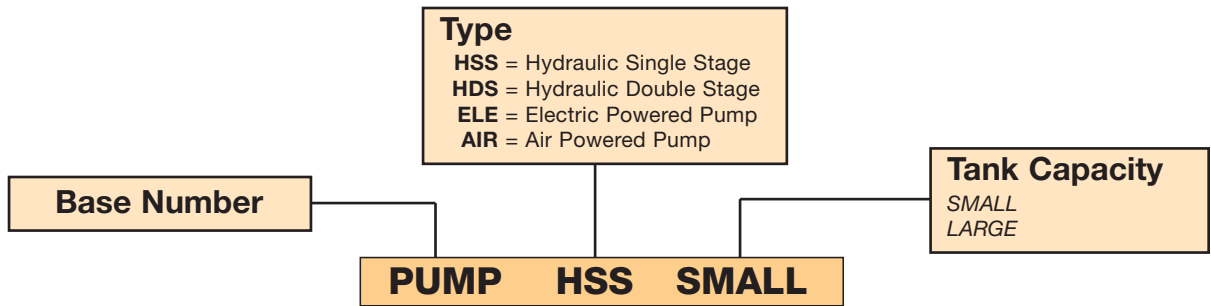 Type
HSS = Hydraulic Single Stage
HDS = Hydraulic Double Stage
ELE = Electric Powered Pump
AIR = Air Powered Pump
Base Number
Tank Capacity
SMALL
LARGE
PUMP HSS SMALL